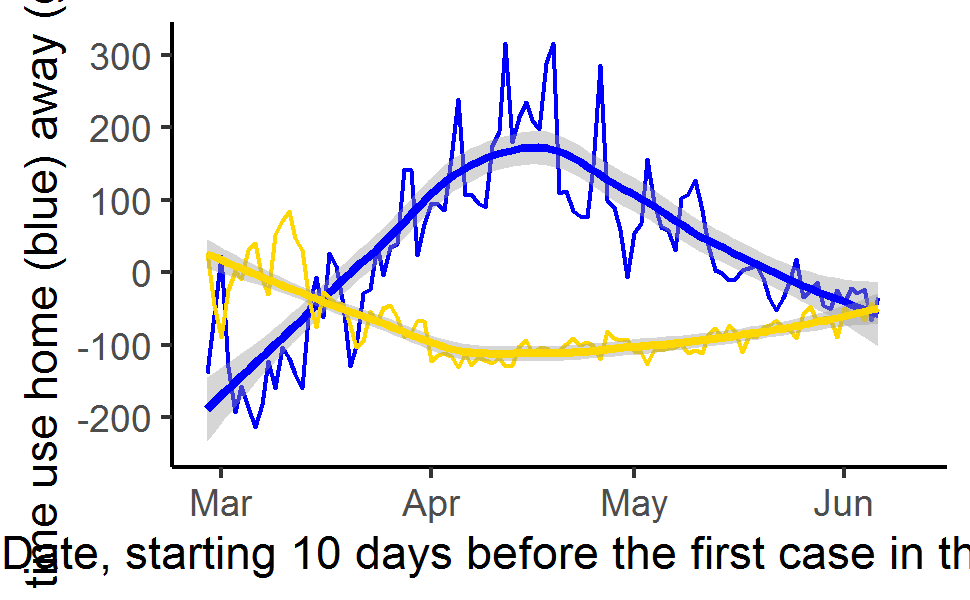 time use home (blue) away (
300
200
100
0
-100
-200
Mar Apr May Jun
Date, starting 10 days before the first case in th